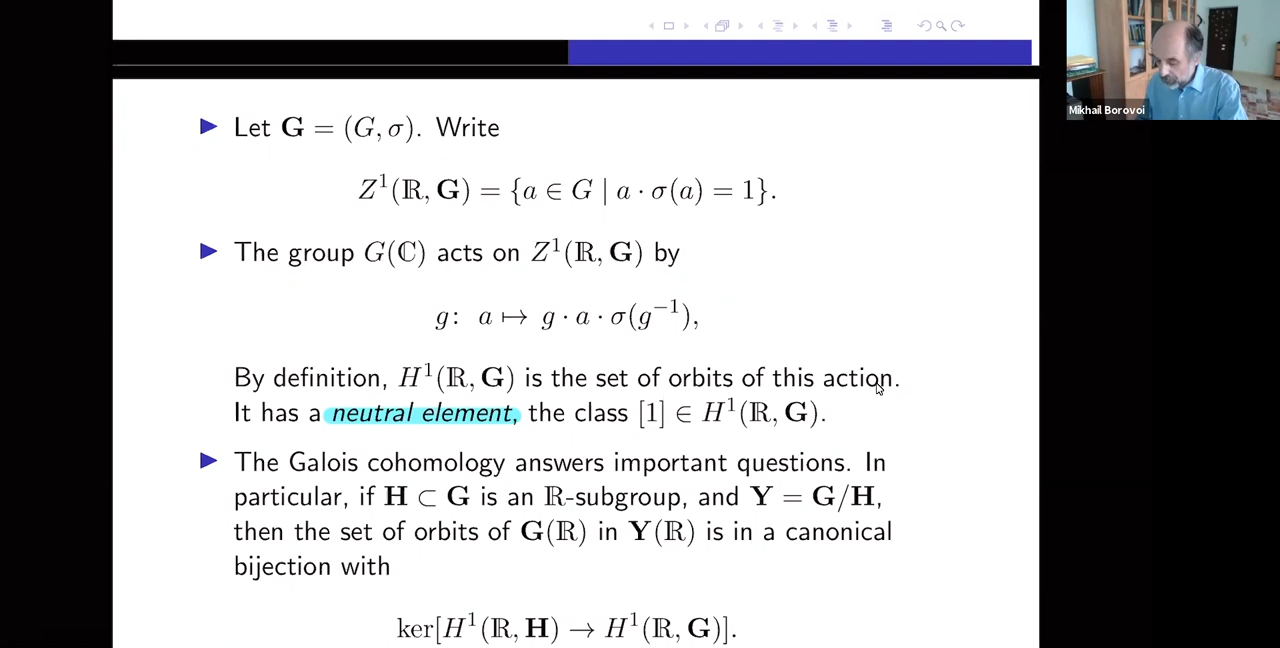 Mikhail Borovoi
▶ Let G = (G, σ). Write
Z¹(ℝ, G) = {a ∈ G | a · σ(a) = 1}.
▶ The group G(ℂ) acts on Z¹(ℝ, G) by
g: a ↦ g · a · σ(g⁻¹),
By definition, H¹(ℝ, G) is the set of orbits of this action.
It has a neutral element, the class [1] ∈ H¹(ℝ, G).
▶ The Galois cohomology answers important questions. In
particular, if H ⊂ G is an ℝ-subgroup, and Y = G/H,
then the set of orbits of G(ℝ) in Y(ℝ) is in a canonical
bijection with
ker[H¹(ℝ, H) → H¹(ℝ, G)].